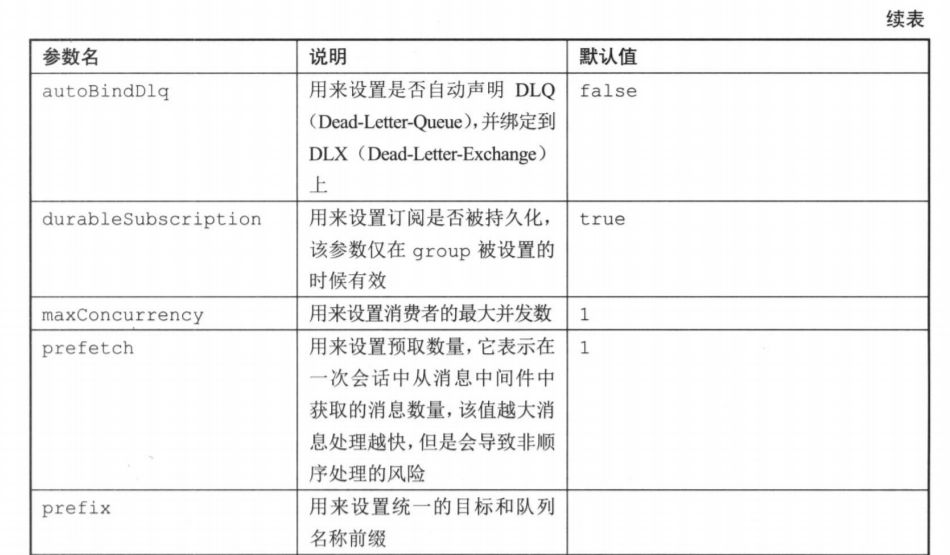 续表
参数名 说明 默认值
autoBindDlq 用来设置是否自动声明 DLQ false
（Dead-Letter-Queue），并绑定到
DLX（Dead-Letter-Exchange）
上
durableSubscription 用来设置订阅是否被持久化， true
该参数仅在 group 被设置的
时候有效
maxConcurrency 用来设置消费者的最大并发数 1
prefetch 用来设置预取数量，它表示在 1
一次会话中从消息中间件中
获取的消息数量，该值越大消
息处理越快，但是会导致非顺
序处理的风险
prefix 用来设置统一的目标和队列
名称前缀